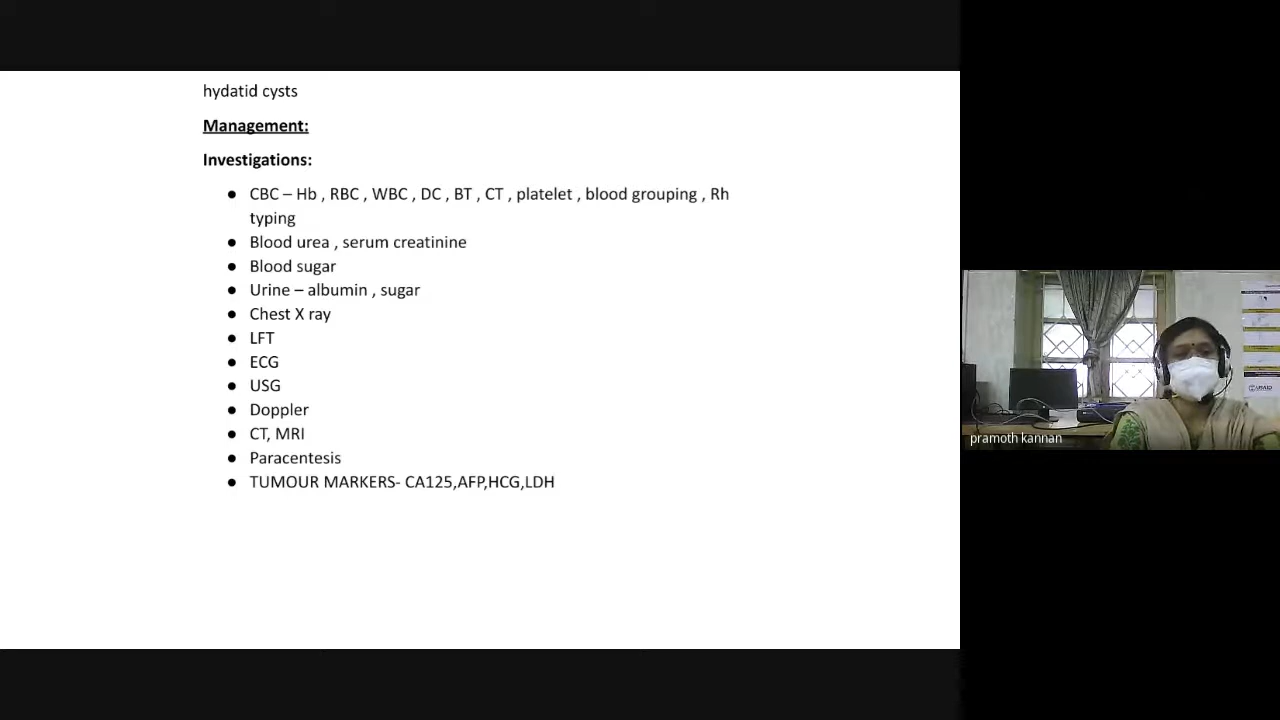 hydatid cysts
Management:
Investigations:
● CBC – Hb , RBC , WBC , DC , BT , CT , platelet , blood grouping , Rh
typing
● Blood urea , serum creatinine
● Blood sugar
● Urine – albumin , sugar
● Chest X ray
● LFT
● ECG
● USG
● Doppler
● CT, MRI
● Paracentesis
● TUMOUR MARKERS- CA125,AFP,HCG,LDH
pramoth kannan